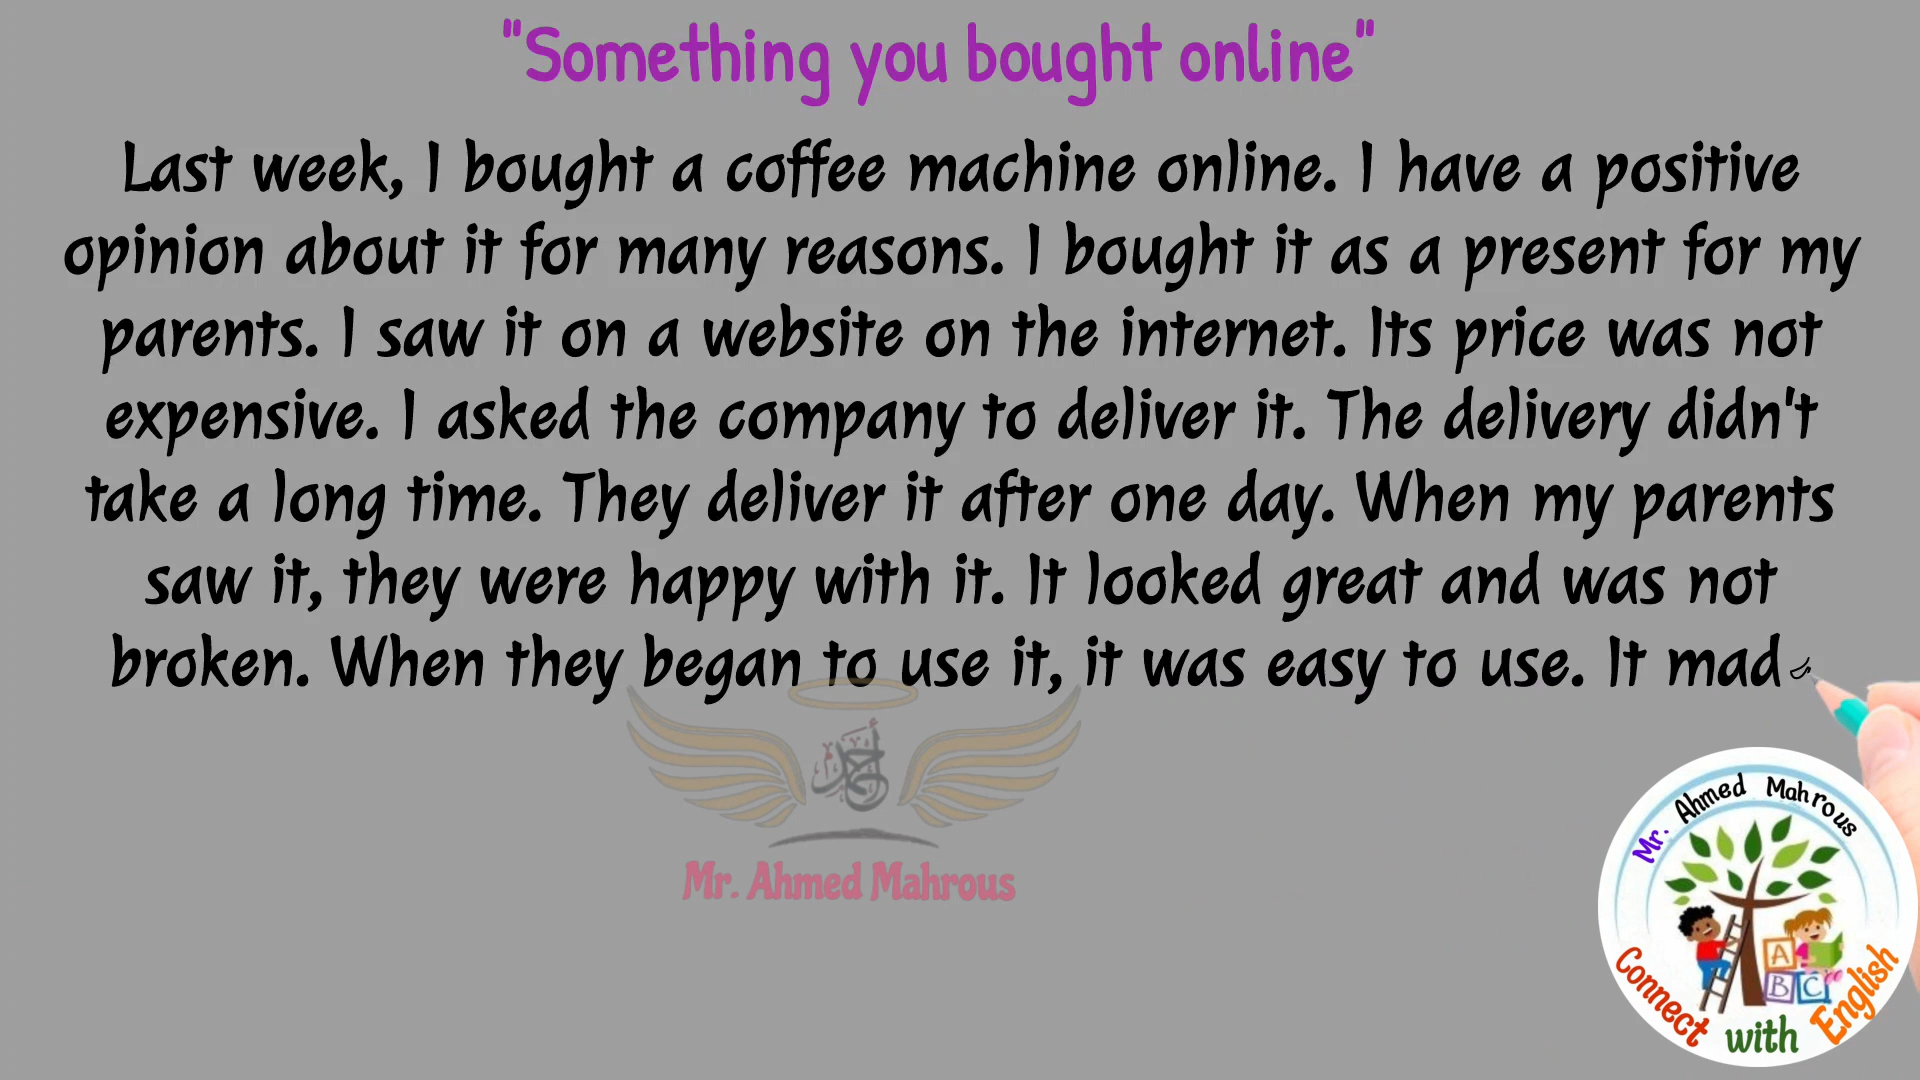 "Something you bought online"
Last week, I bought a coffee machine online. I have a positive
opinion about it for many reasons. I bought it as a present for my
parents. I saw it on a website on the internet. Its price was not
expensive. I asked the company to deliver it. The delivery didn't
take a long time. They deliver it after one day. When my parents
saw it, they were happy with it. It looked great and was not
broken. When they began to use it, it was easy to use. It mad
Mr. Ahmed Mahrous
Mr. Ahmed Mahrous
A
B C
Connect with English